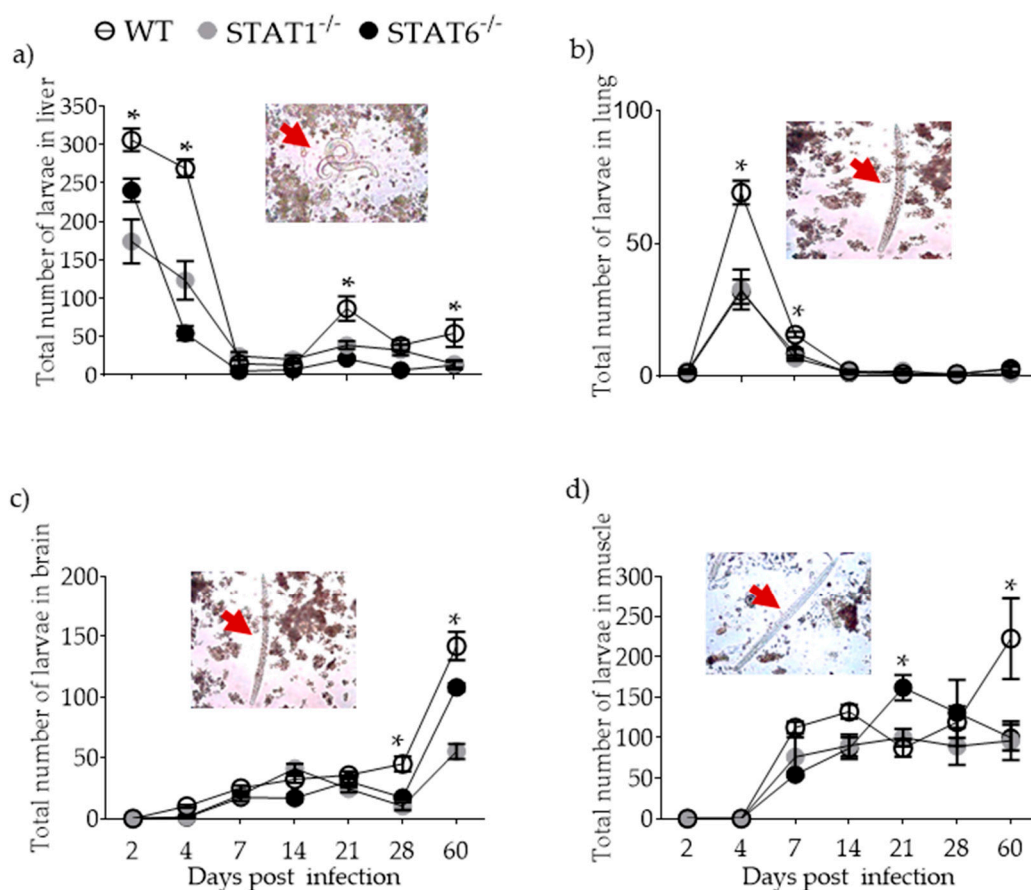 WT STAT1-/- STAT6-/-
a)
Total number of larvae in liver
350
300
250
200
150
100
50
0
* * * *
b)
Total number of larvae in lung
100
50
0
* *
c)
Total number of larvae in brain
200
150
100
50
0
* *
2 4 7 14 21 28 60
Days post infection
d)
Total number of larvae in muscle
300
250
200
150
100
50
0
* *
2 4 7 14 21 28 60
Days post infection